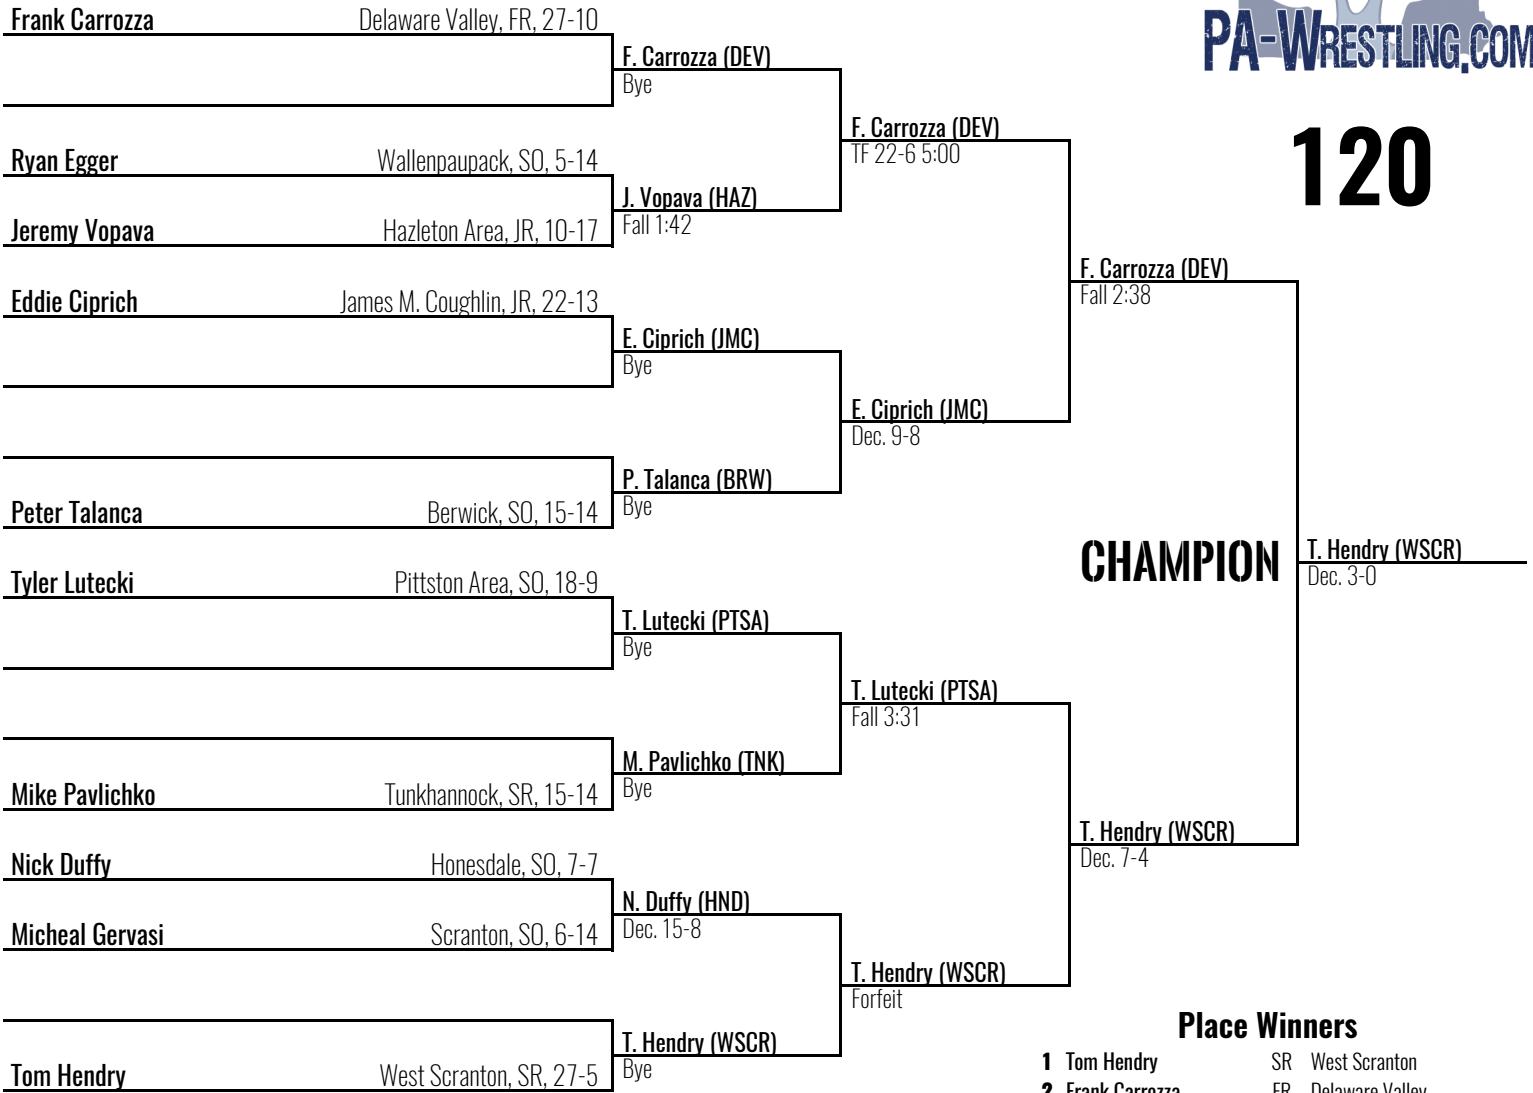 PA-WRESTLING.COM
120
Frank Carrozza Delaware Valley, FR, 27-10
F. Carrozza (DEV)
Bye
Ryan Egger Wallenpaupack, SO, 5-14
J. Vopava (HAZ)
Fall 1:42
Jeremy Vopava Hazleton Area, JR, 10-17
F. Carrozza (DEV)
TF 22-6 5:00
Eddie Ciprich James M. Coughlin, JR, 22-13
E. Ciprich (JMC)
Bye
P. Talanca (BRW)
Bye
Peter Talanca Berwick, SO, 15-14
E. Ciprich (JMC)
Dec. 9-8
F. Carrozza (DEV)
Fall 2:38
Tyler Lutecki Pittston Area, SO, 18-9
T. Lutecki (PTSA)
Bye
M. Pavlichko (TNK)
Bye
Mike Pavlichko Tunkhannock, SR, 15-14
T. Lutecki (PTSA)
Fall 3:31
Nick Duffy Honesdale, SO, 7-7
N. Duffy (HND)
Dec. 15-8
Micheal Gervasi Scranton, SO, 6-14
T. Hendry (WSCR)
Bye
Tom Hendry West Scranton, SR, 27-5
T. Hendry (WSCR)
Forfeit
T. Hendry (WSCR)
Dec. 7-4
CHAMPION
T. Hendry (WSCR)
Dec. 3-0
Place Winners
1 Tom Hendry SR West Scranton
2 Frank Carrozza FR Delaware Valley